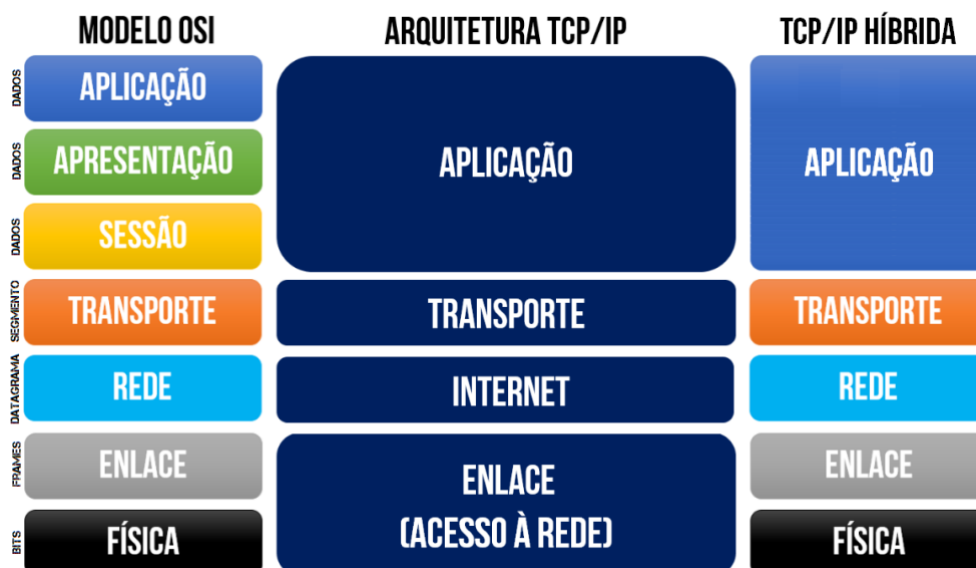 MODELO OSI
ARQUITETURA TCP/IP
TCP/IP HÍBRIDA
DADOS
APLICAÇÃO
DADOS
APRESENTAÇÃO
DADOS
SESSÃO
SEGMENTO
TRANSPORTE
DATAGRAMA
REDE
FRAMES
ENLACE
BITS
FÍSICA
APLICAÇÃO
TRANSPORTE
INTERNET
ENLACE
(ACESSO À REDE)
APLICAÇÃO
TRANSPORTE
REDE
ENLACE
FÍSICA